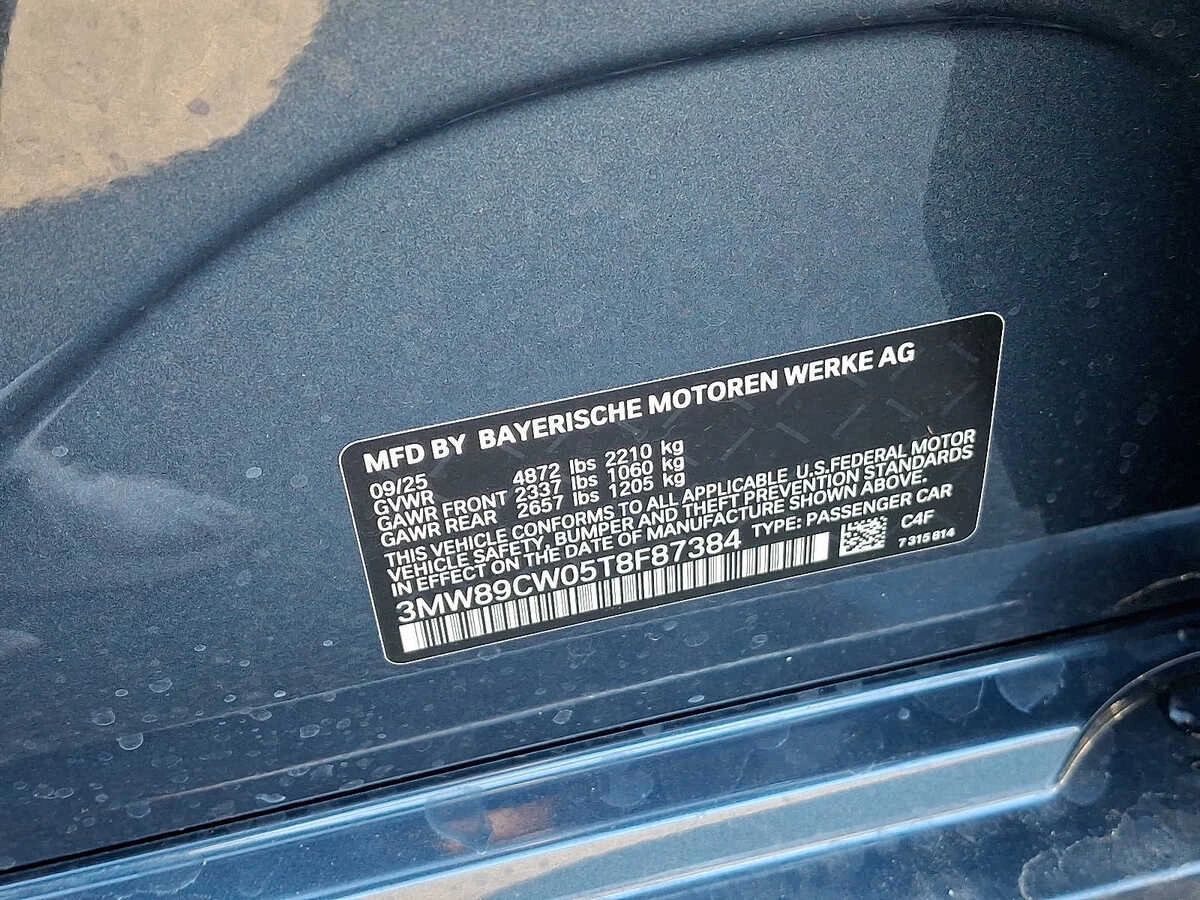 MFD BY BAYERISCHE MOTOREN WERKE AG
09/25
GVWR 4872 lbs 2210 kg
GAWR FRONT 2337 lbs 1060 kg
GAWR REAR 2657 lbs 1205 kg
THIS VEHICLE CONFORMS TO ALL APPLICABLE U.S.FEDERAL MOTOR
VEHICLE SAFETY, BUMPER AND THEFT PREVENTION STANDARDS
IN EFFECT ON THE DATE OF MANUFACTURE SHOWN ABOVE.
3MW89CW05T8F87384 TYPE: PASSENGER CAR
C4F
7 315 814